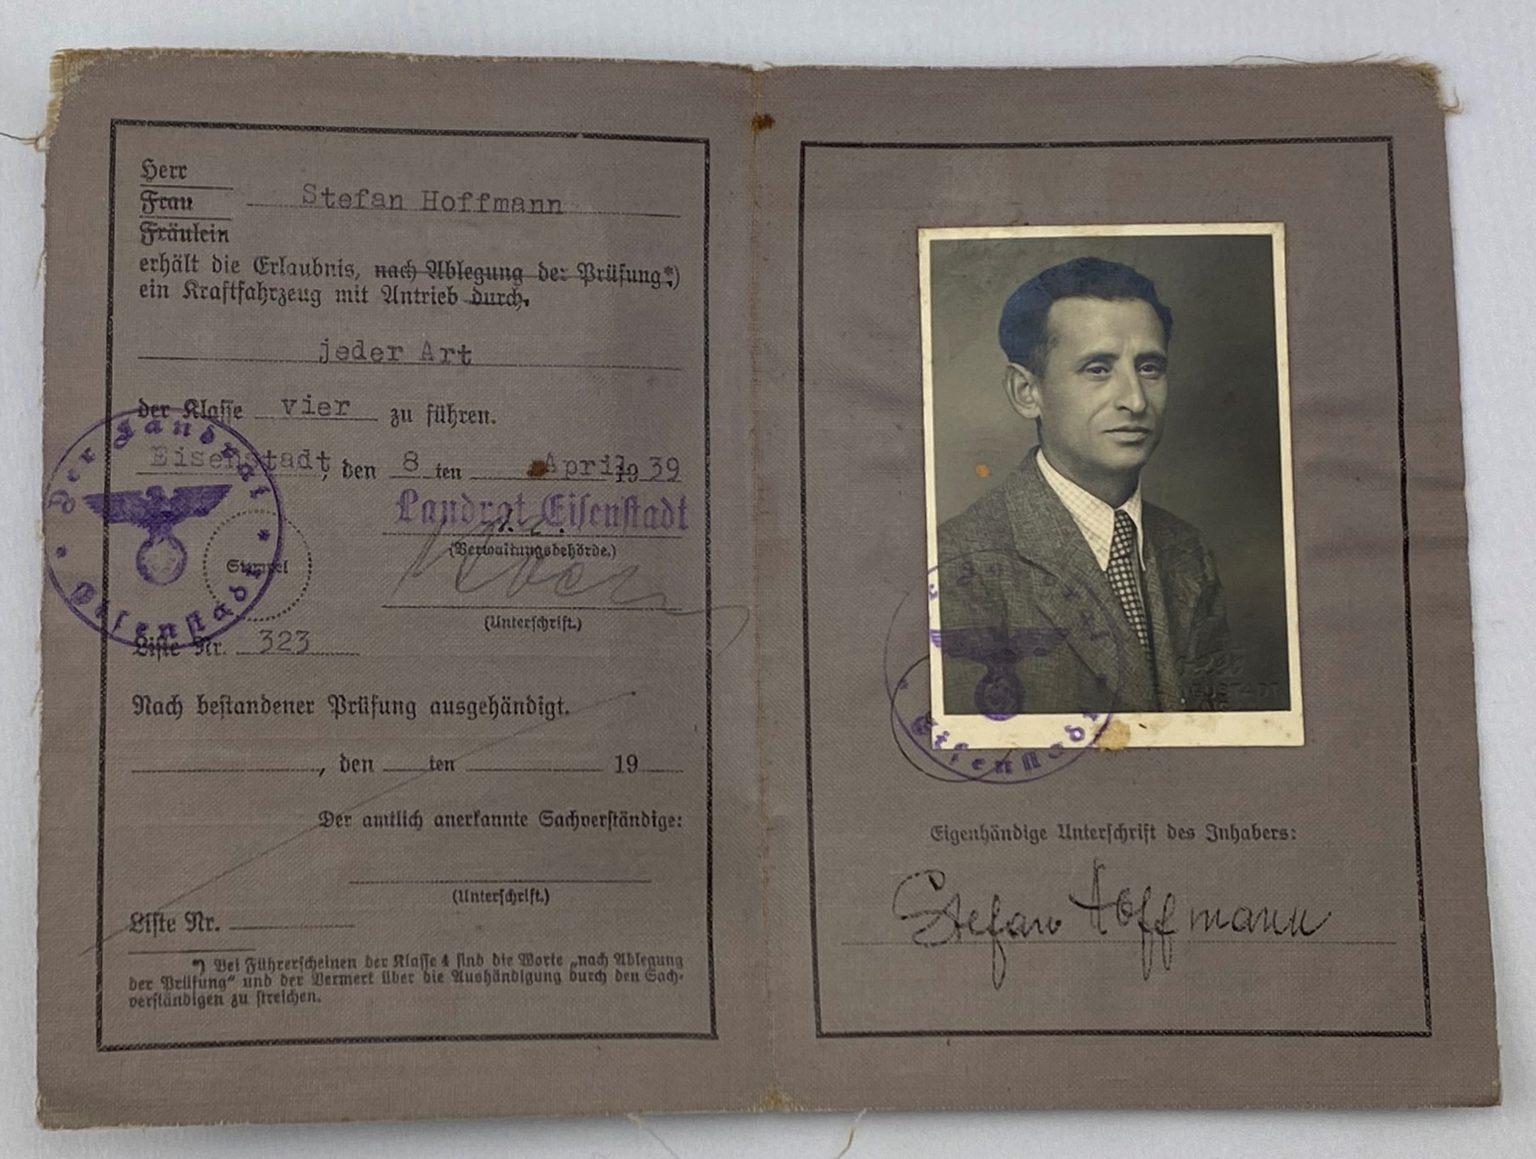 Herr
Frau Stefan Hoffmann
Fräulein
erhält die Erlaubnis, nach Ablegung der Prüfung*)
ein Kraftfahrzeug mit Antrieb durch
jeder Art
der Klasse vier zu führen.
Eisenstadt, den 8 ten April 1939
Landrat Eisenstadt
(Verwaltungsbehörde.)
Stempel
(Unterschrift.)
Der Landrat * Eisenstadt *
Liste Nr. 323
Nach bestandener Prüfung ausgehändigt.
, den ten 19
Der amtlich anerkannte Sachverständige:
(Unterschrift.)
Liste Nr.
*) Bei Führerscheinen der Klasse 4 sind die Worte „nach Ablegung
der Prüfung“ und der Vermerk über die Aushändigung durch den Sach-
verständigen zu streichen.
Eisenstadt
Eigenhändige Unterschrift des Inhabers:
Stefan Hoffmann